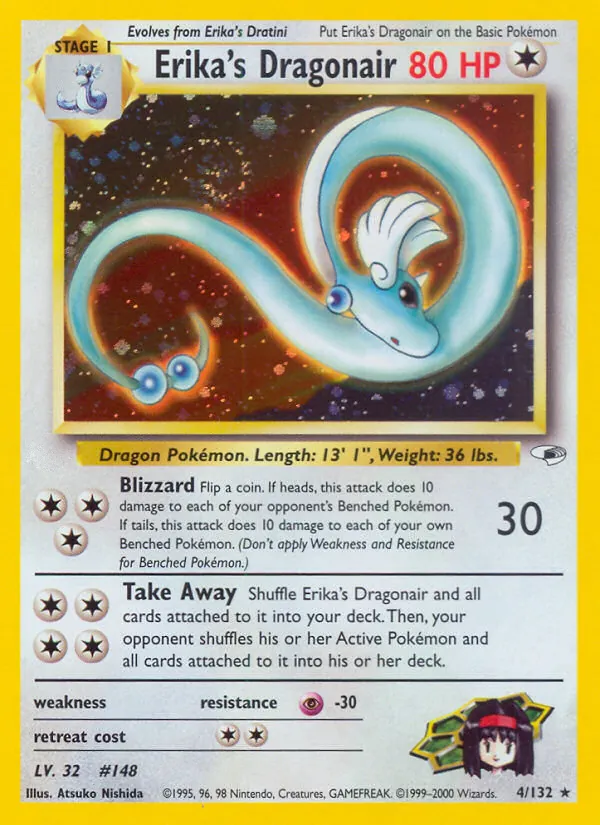 Evolves from Erika's Dratini Put Erika's Dragonair on the Basic Pokémon
STAGE 1
Erika's Dragonair 80 HP
Dragon Pokémon. Length: 13' 1", Weight: 36 lbs.
Blizzard Flip a coin. If heads, this attack does 10
damage to each of your opponent's Benched Pokémon.
If tails, this attack does 10 damage to each of your own
Benched Pokémon. (Don't apply Weakness and Resistance
for Benched Pokémon.)
30
Take Away Shuffle Erika's Dragonair and all
cards attached to it into your deck. Then, your
opponent shuffles his or her Active Pokémon and
all cards attached to it into his or her deck.
weakness resistance -30
retreat cost
LV. 32 #148
Illus. Atsuko Nishida ©1995, 96, 98 Nintendo, Creatures, GAMEFREAK. ©1999-2000 Wizards. 4/132 ★